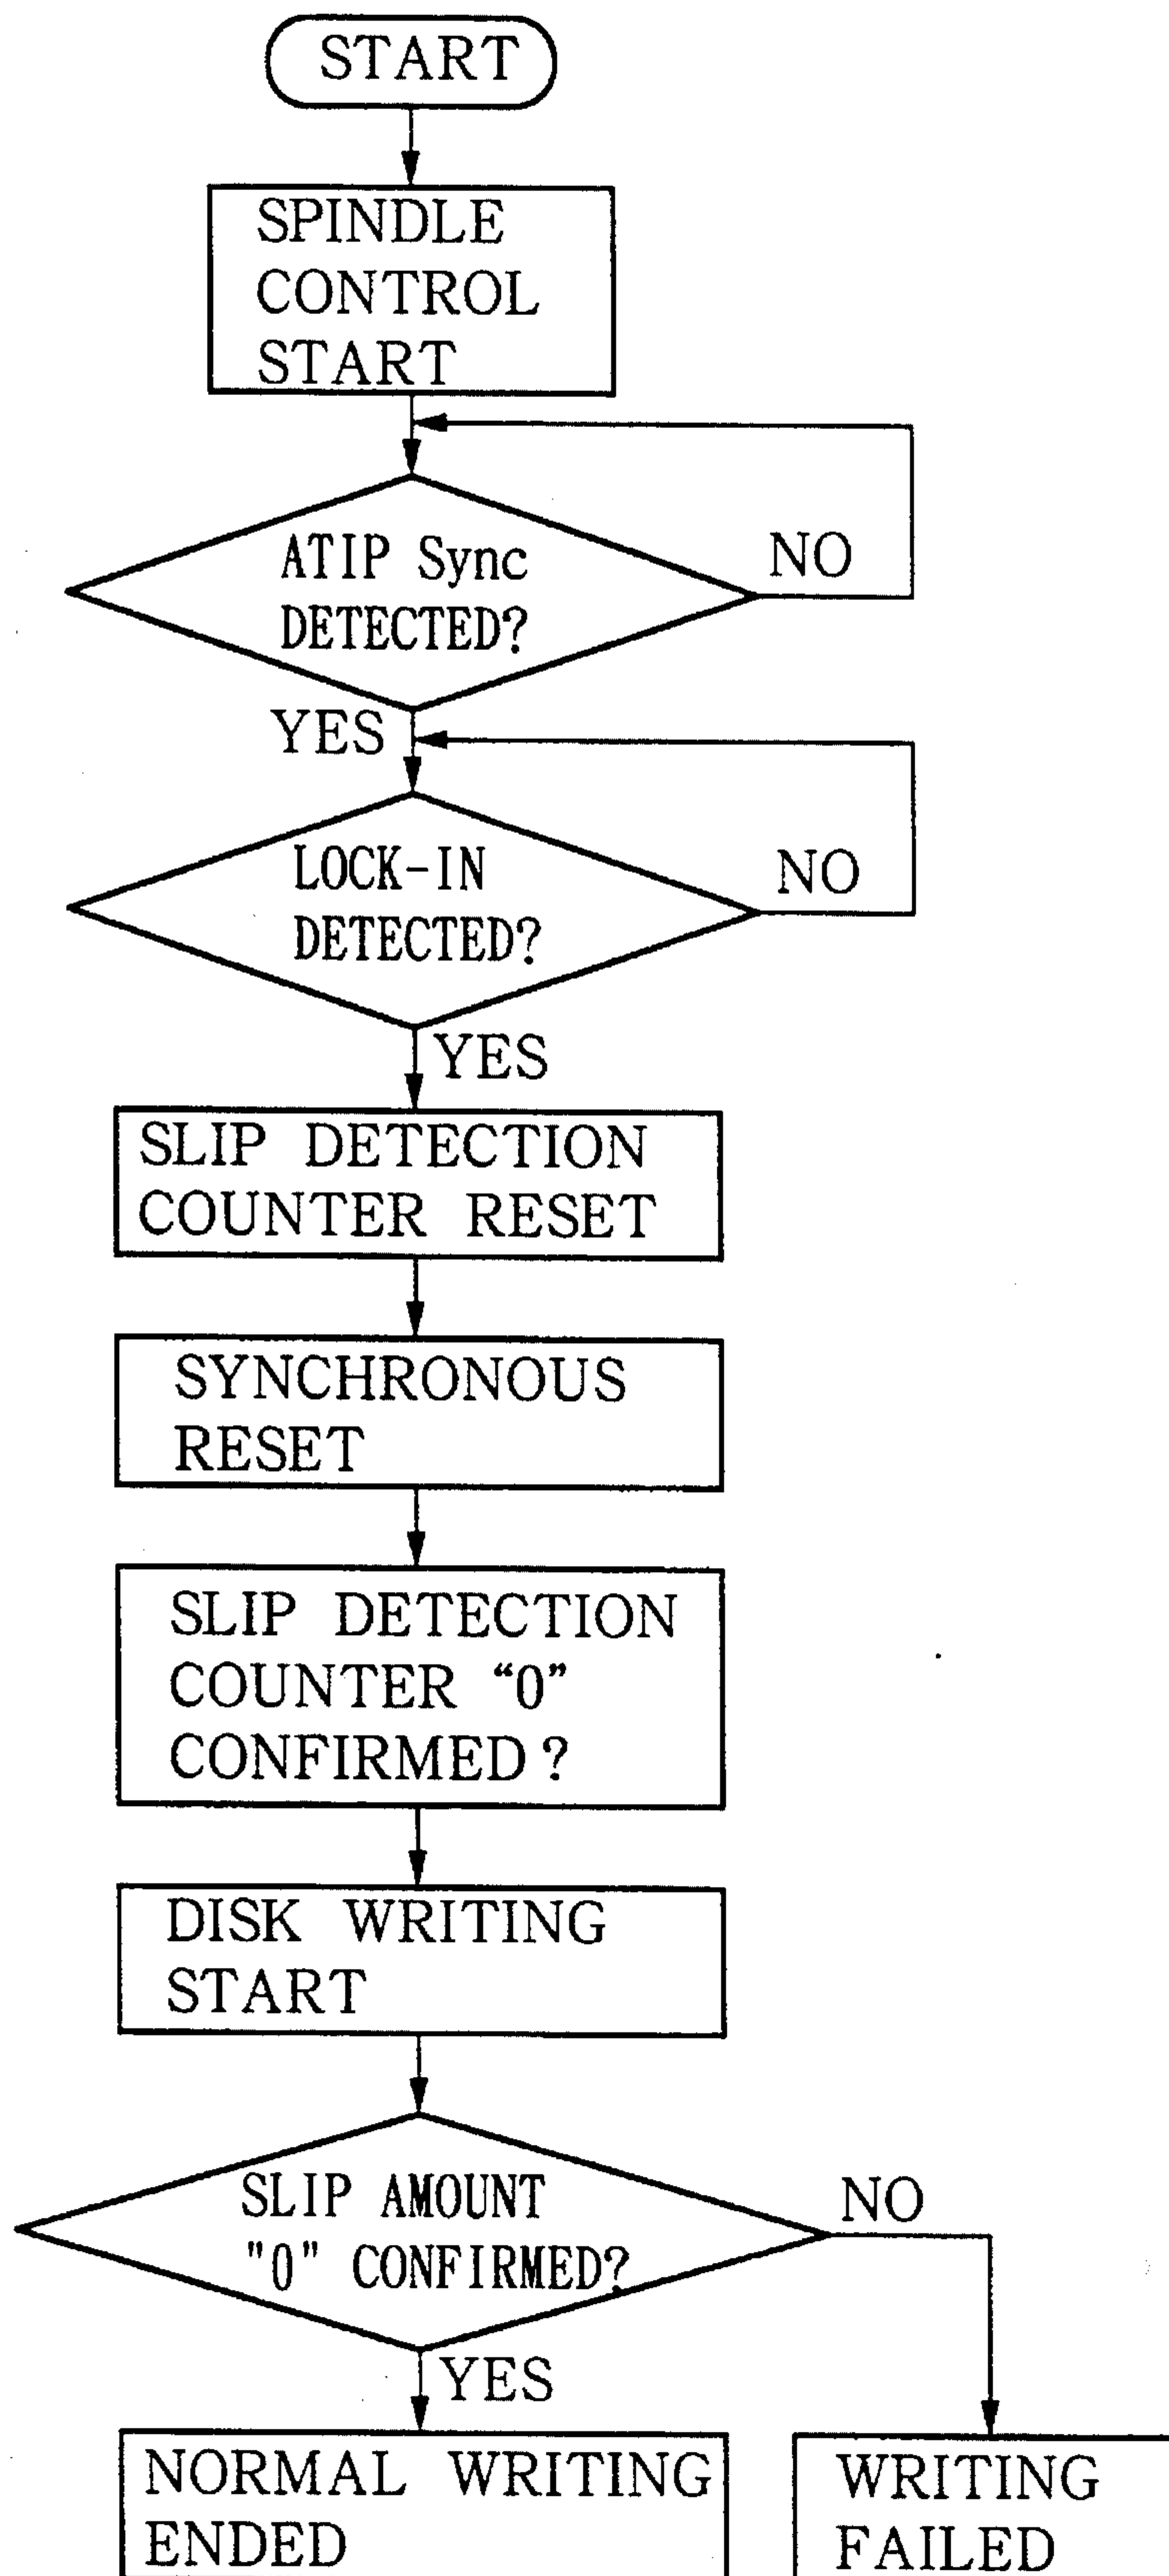 START
SPINDLE
CONTROL
START
ATIP Sync
DETECTED?
NO
YES
LOCK-IN
DETECTED?
NO
YES
SLIP DETECTION
COUNTER RESET
SYNCHRONOUS
RESET
SLIP DETECTION
COUNTER “0”
CONFIRMED?
DISK WRITING
START
SLIP AMOUNT
"0" CONFIRMED?
NO
YES
NORMAL WRITING
ENDED
WRITING
FAILED